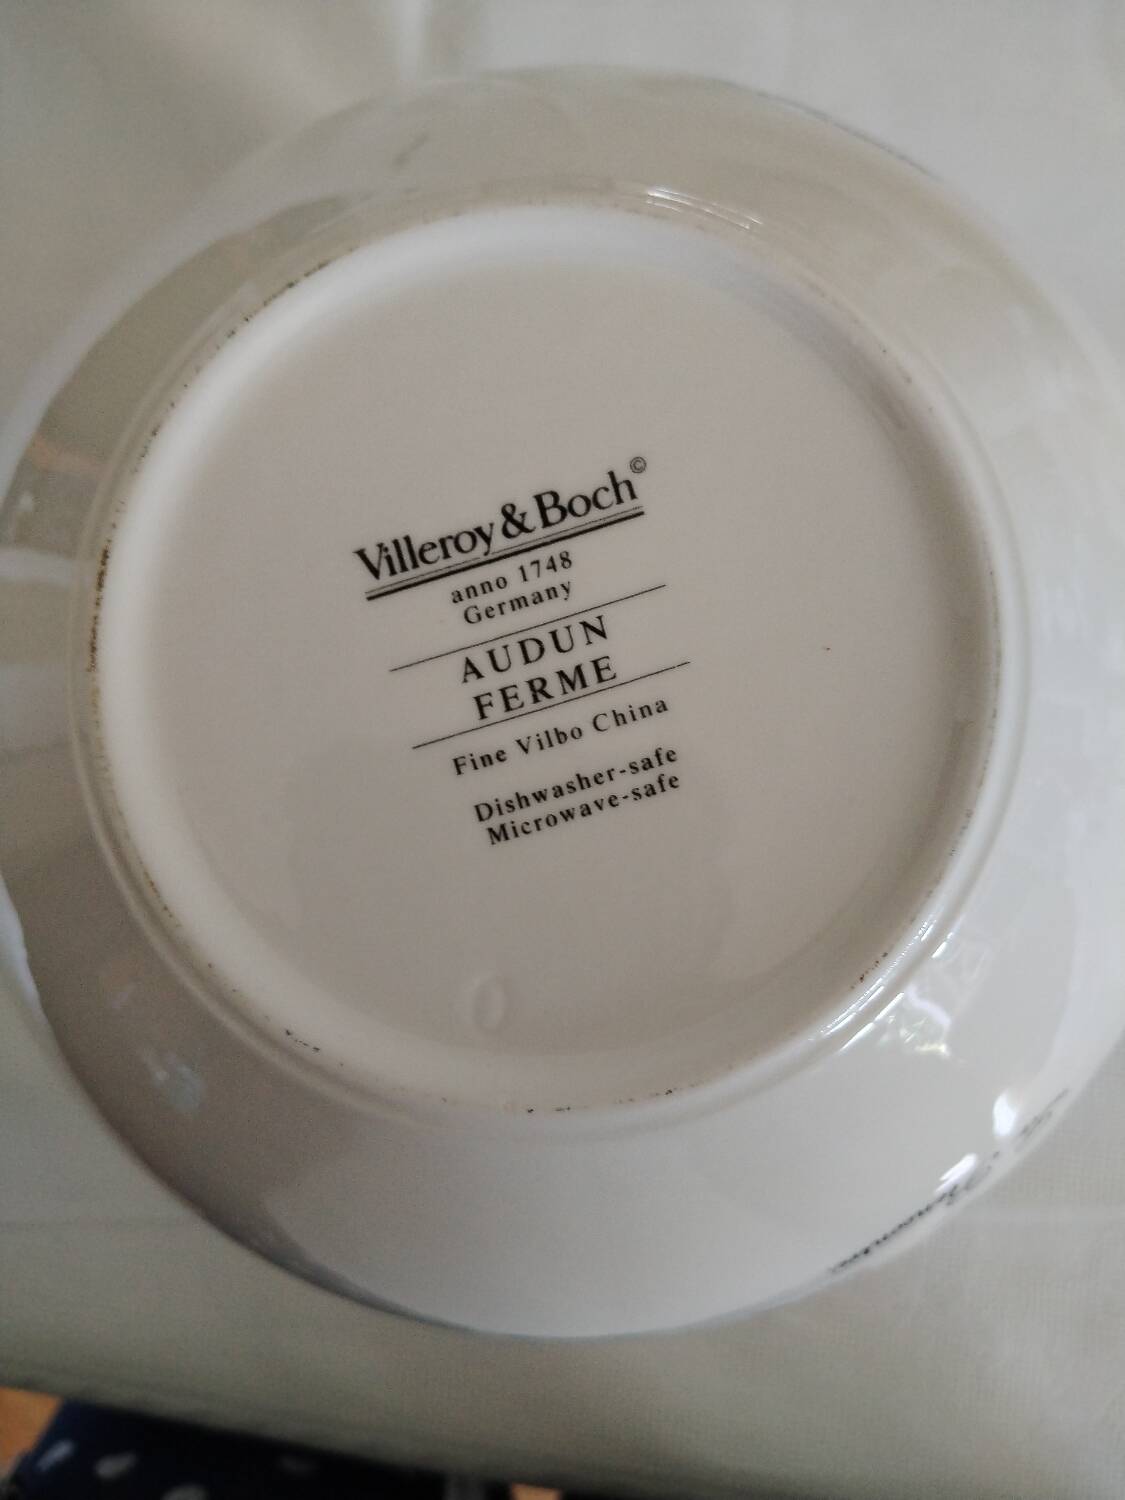 Villeroy & Boch©
anno 1748
Germany
AUDUN
FERME
Fine Vilbo China
Dishwasher-safe
Microwave-safe